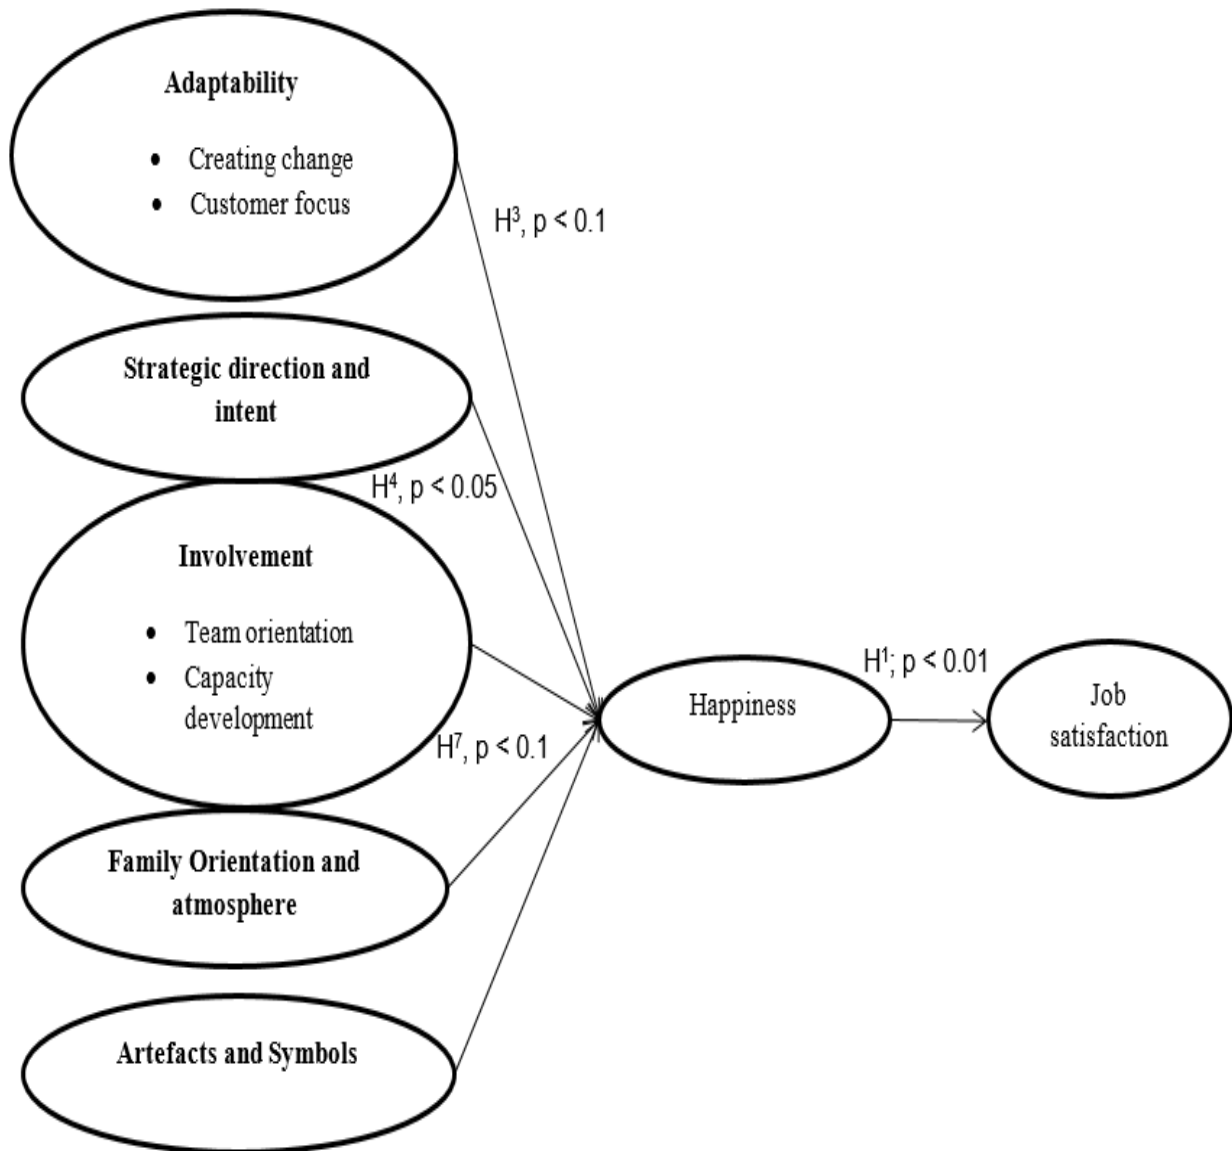 Adaptability
• Creating change
• Customer focus
H³, p < 0.1
Strategic direction and
intent
H⁴, p < 0.05
Involvement
• Team orientation
• Capacity
development
H⁷, p < 0.1
Happiness
H¹; p < 0.01
Job
satisfaction
Family Orientation and
atmosphere
Artefacts and Symbols